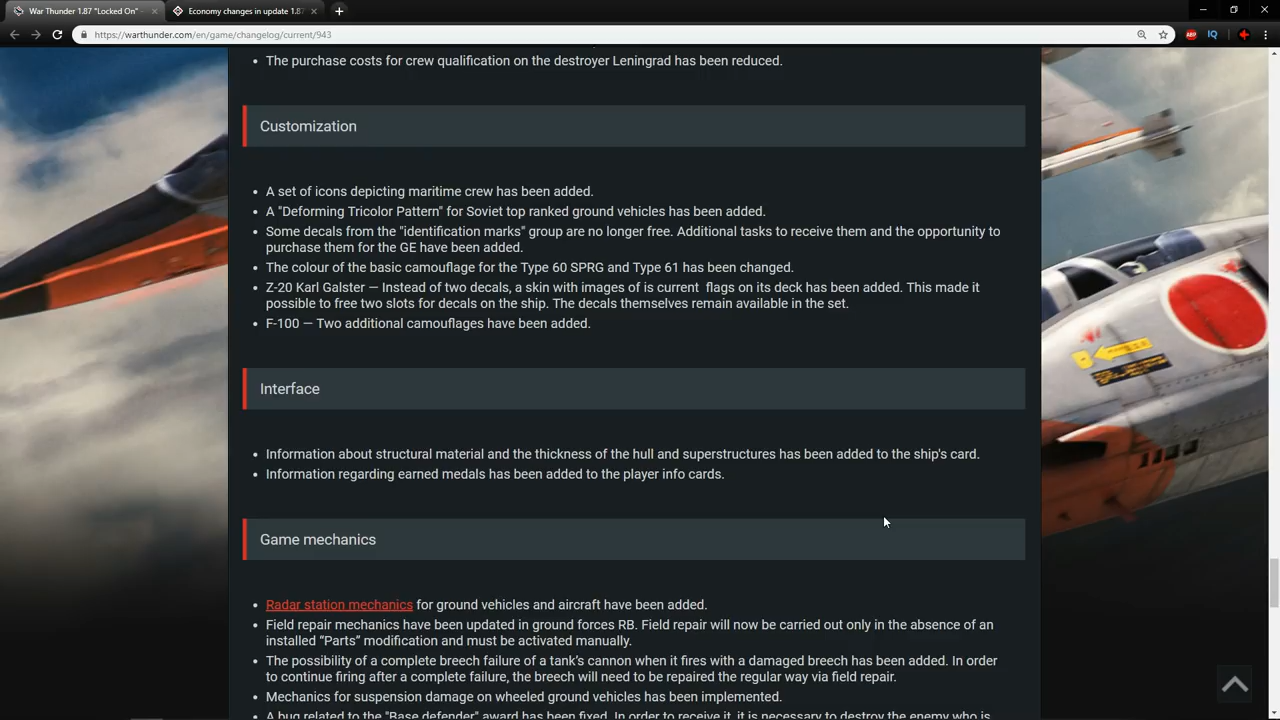 War Thunder 1.87 "Locked On" -
Economy changes in update 1.87
https://warthunder.com/en/game/changelog/current/943
ABP
IQ
The purchase costs for crew qualification on the destroyer Leningrad has been reduced.
Customization
A set of icons depicting maritime crew has been added.
A "Deforming Tricolor Pattern" for Soviet top ranked ground vehicles has been added.
Some decals from the "identification marks" group are no longer free. Additional tasks to receive them and the opportunity to
purchase them for the GE have been added.
The colour of the basic camouflage for the Type 60 SPRG and Type 61 has been changed.
Z-20 Karl Galster — Instead of two decals, a skin with images of is current flags on its deck has been added. This made it
possible to free two slots for decals on the ship. The decals themselves remain available in the set.
F-100 — Two additional camouflages have been added.
Interface
Information about structural material and the thickness of the hull and superstructures has been added to the ship's card.
Information regarding earned medals has been added to the player info cards.
Game mechanics
Radar station mechanics for ground vehicles and aircraft have been added.
Field repair mechanics have been updated in ground forces RB. Field repair will now be carried out only in the absence of an
installed "Parts" modification and must be activated manually.
The possibility of a complete breech failure of a tank's cannon when it fires with a damaged breech has been added. In order
to continue firing after a complete failure, the breech will need to be repaired the regular way via field repair.
Mechanics for suspension damage on wheeled ground vehicles has been implemented.
A bug related to the "Base defender" award has been fixed. In order to receive it, it is necessary to destroy the enemy who is